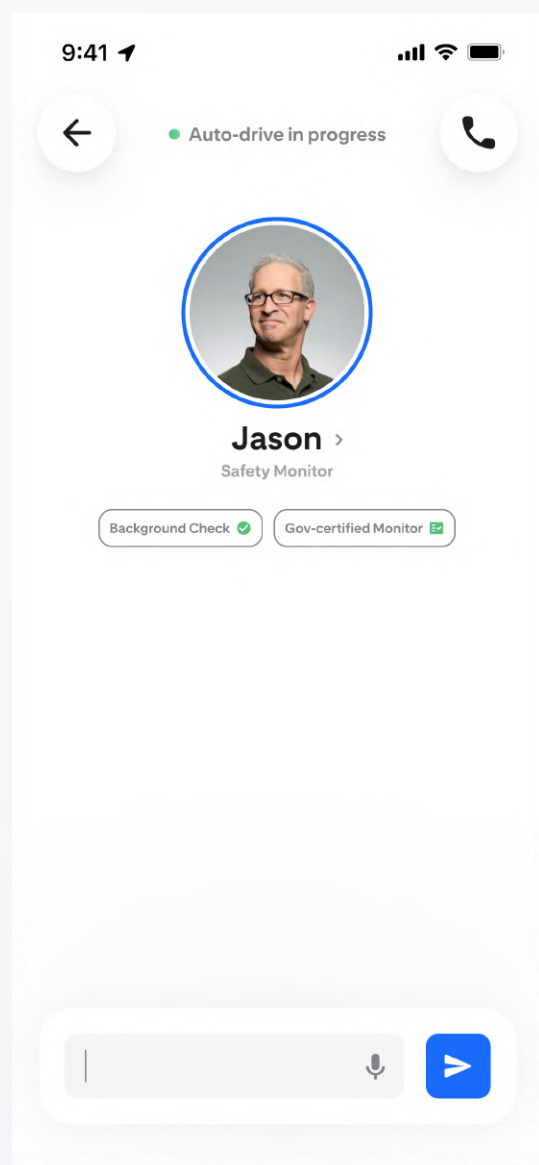 9:41
Auto-drive in progress
Jason
Safety Monitor
Background Check
Gov-certified Monitor